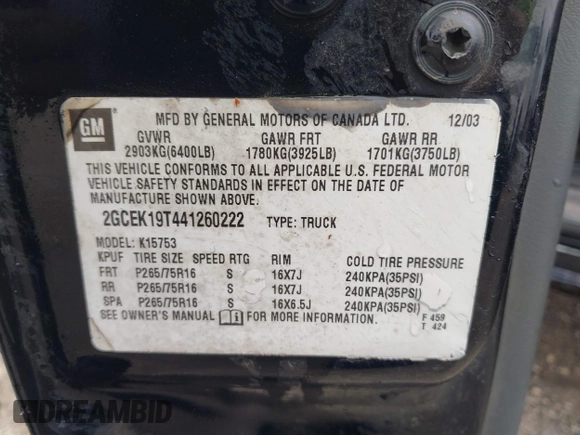 GM
MFD BY GENERAL MOTORS OF CANADA LTD. 12/03
GVWR GAWR FRT GAWR RR
2903KG(6400LB) 1780KG(3925LB) 1701KG(3750LB)
THIS VEHICLE CONFORMS TO ALL APPLICABLE U.S. FEDERAL MOTOR
VEHICLE SAFETY STANDARDS IN EFFECT ON THE DATE OF
MANUFACTURE SHOWN ABOVE.
2GCEK19T441260222 TYPE: TRUCK
MODEL: K15753
KPUF TIRE SIZE SPEED RTG RIM COLD TIRE PRESSURE
FRT P265/75R16 S 16X7J 240KPA(35PSI)
RR P265/75R16 S 16X7J 240KPA(35PSI)
SPA P265/75R16 S 16X6.5J 240KPA(35PSI)
SEE OWNER'S MANUAL FOR MORE INFORMATION. F 459
T 424
DREAMBID